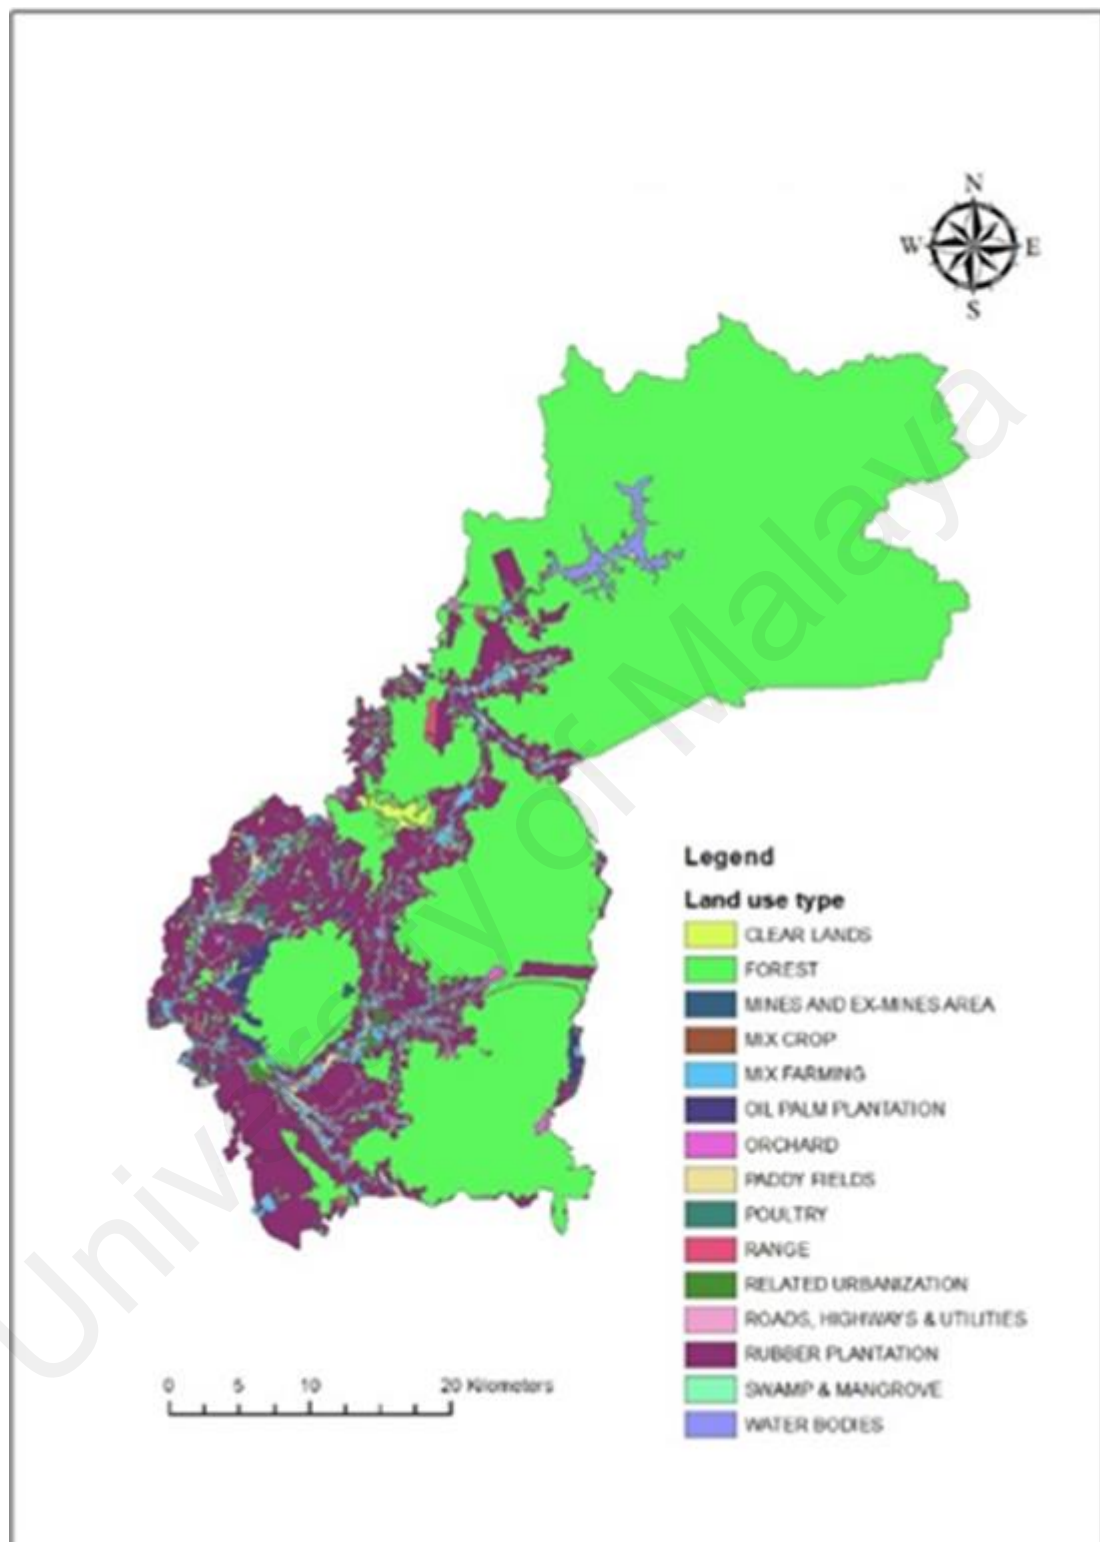 N
W E
S
University of Malaya
Legend
Land use type
CLEAR LANDS
FOREST
MINES AND EX-MINES AREA
MIX CROP
MIX FARMING
OIL PALM PLANTATION
ORCHARD
PADDY FIELDS
POULTRY
RANGE
RELATED URBANIZATION
ROADS, HIGHWAYS & UTILITIES
RUBBER PLANTATION
SWAMP & MANGROVE
WATER BODIES
0 5 10 20 Kilometers